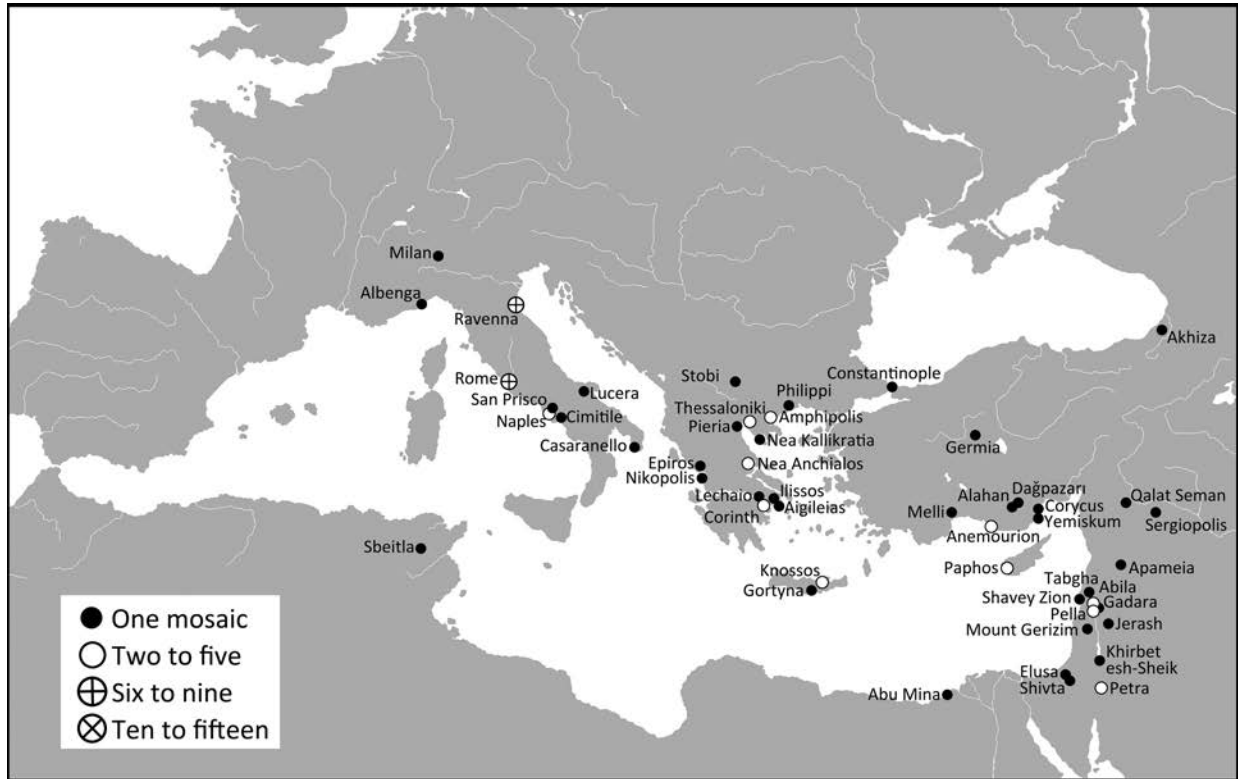 Milan
Albenga
Ravenna
Akhiza
Rome
Stobi
Constantinople
San Prisco
Lucera
Philippi
Naples
Cimitile
Thessaloniki
Amphipolis
Pieria
Nea Kallikratia
Germia
Casaranello
Epiros
Nea Anchialos
Nikopolis
Lechaio
Ilissos
Alahan
Dağpazarı
Qalat Seman
Corinth
Aigileias
Melli
Corycus
Yemiskum
Sergiopolis
Anemourion
Sbeitla
Knossos
Paphos
Apameia
Gortyna
Tabgha
Abila
Shavey Zion
Gadara
Pella
Jerash
Mount Gerizim
Khirbet
esh-Sheik
Elusa
Shivta
Petra
Abu Mina
One mosaic
Two to five
Six to nine
Ten to fifteen